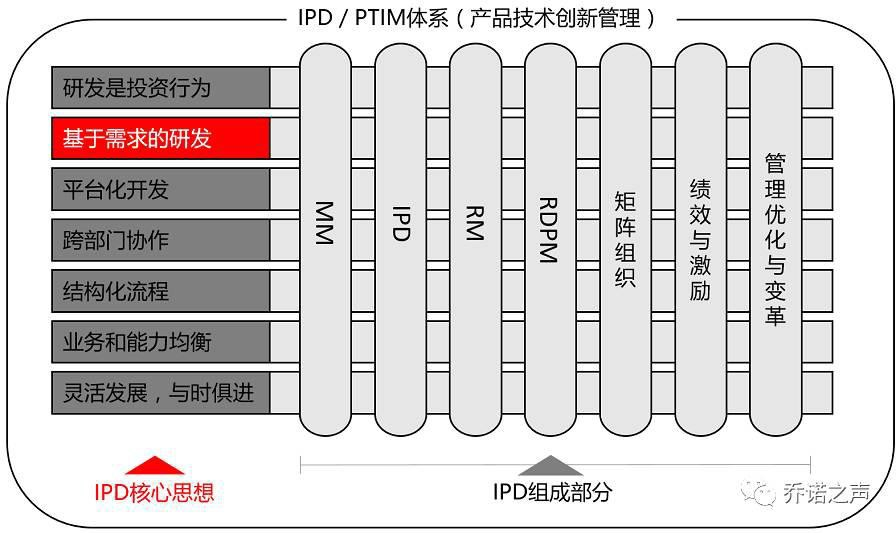 IPD / PTIM体系（产品技术创新管理）
研发是投资行为
基于需求的研发
平台化开发
跨部门协作
结构化流程
业务和能力均衡
灵活发展，与时俱进
MM
IPD
RM
RDPM
矩阵组织
绩效与激励
管理优化与变革
IPD核心思想
IPD组成部分
乔诺之声